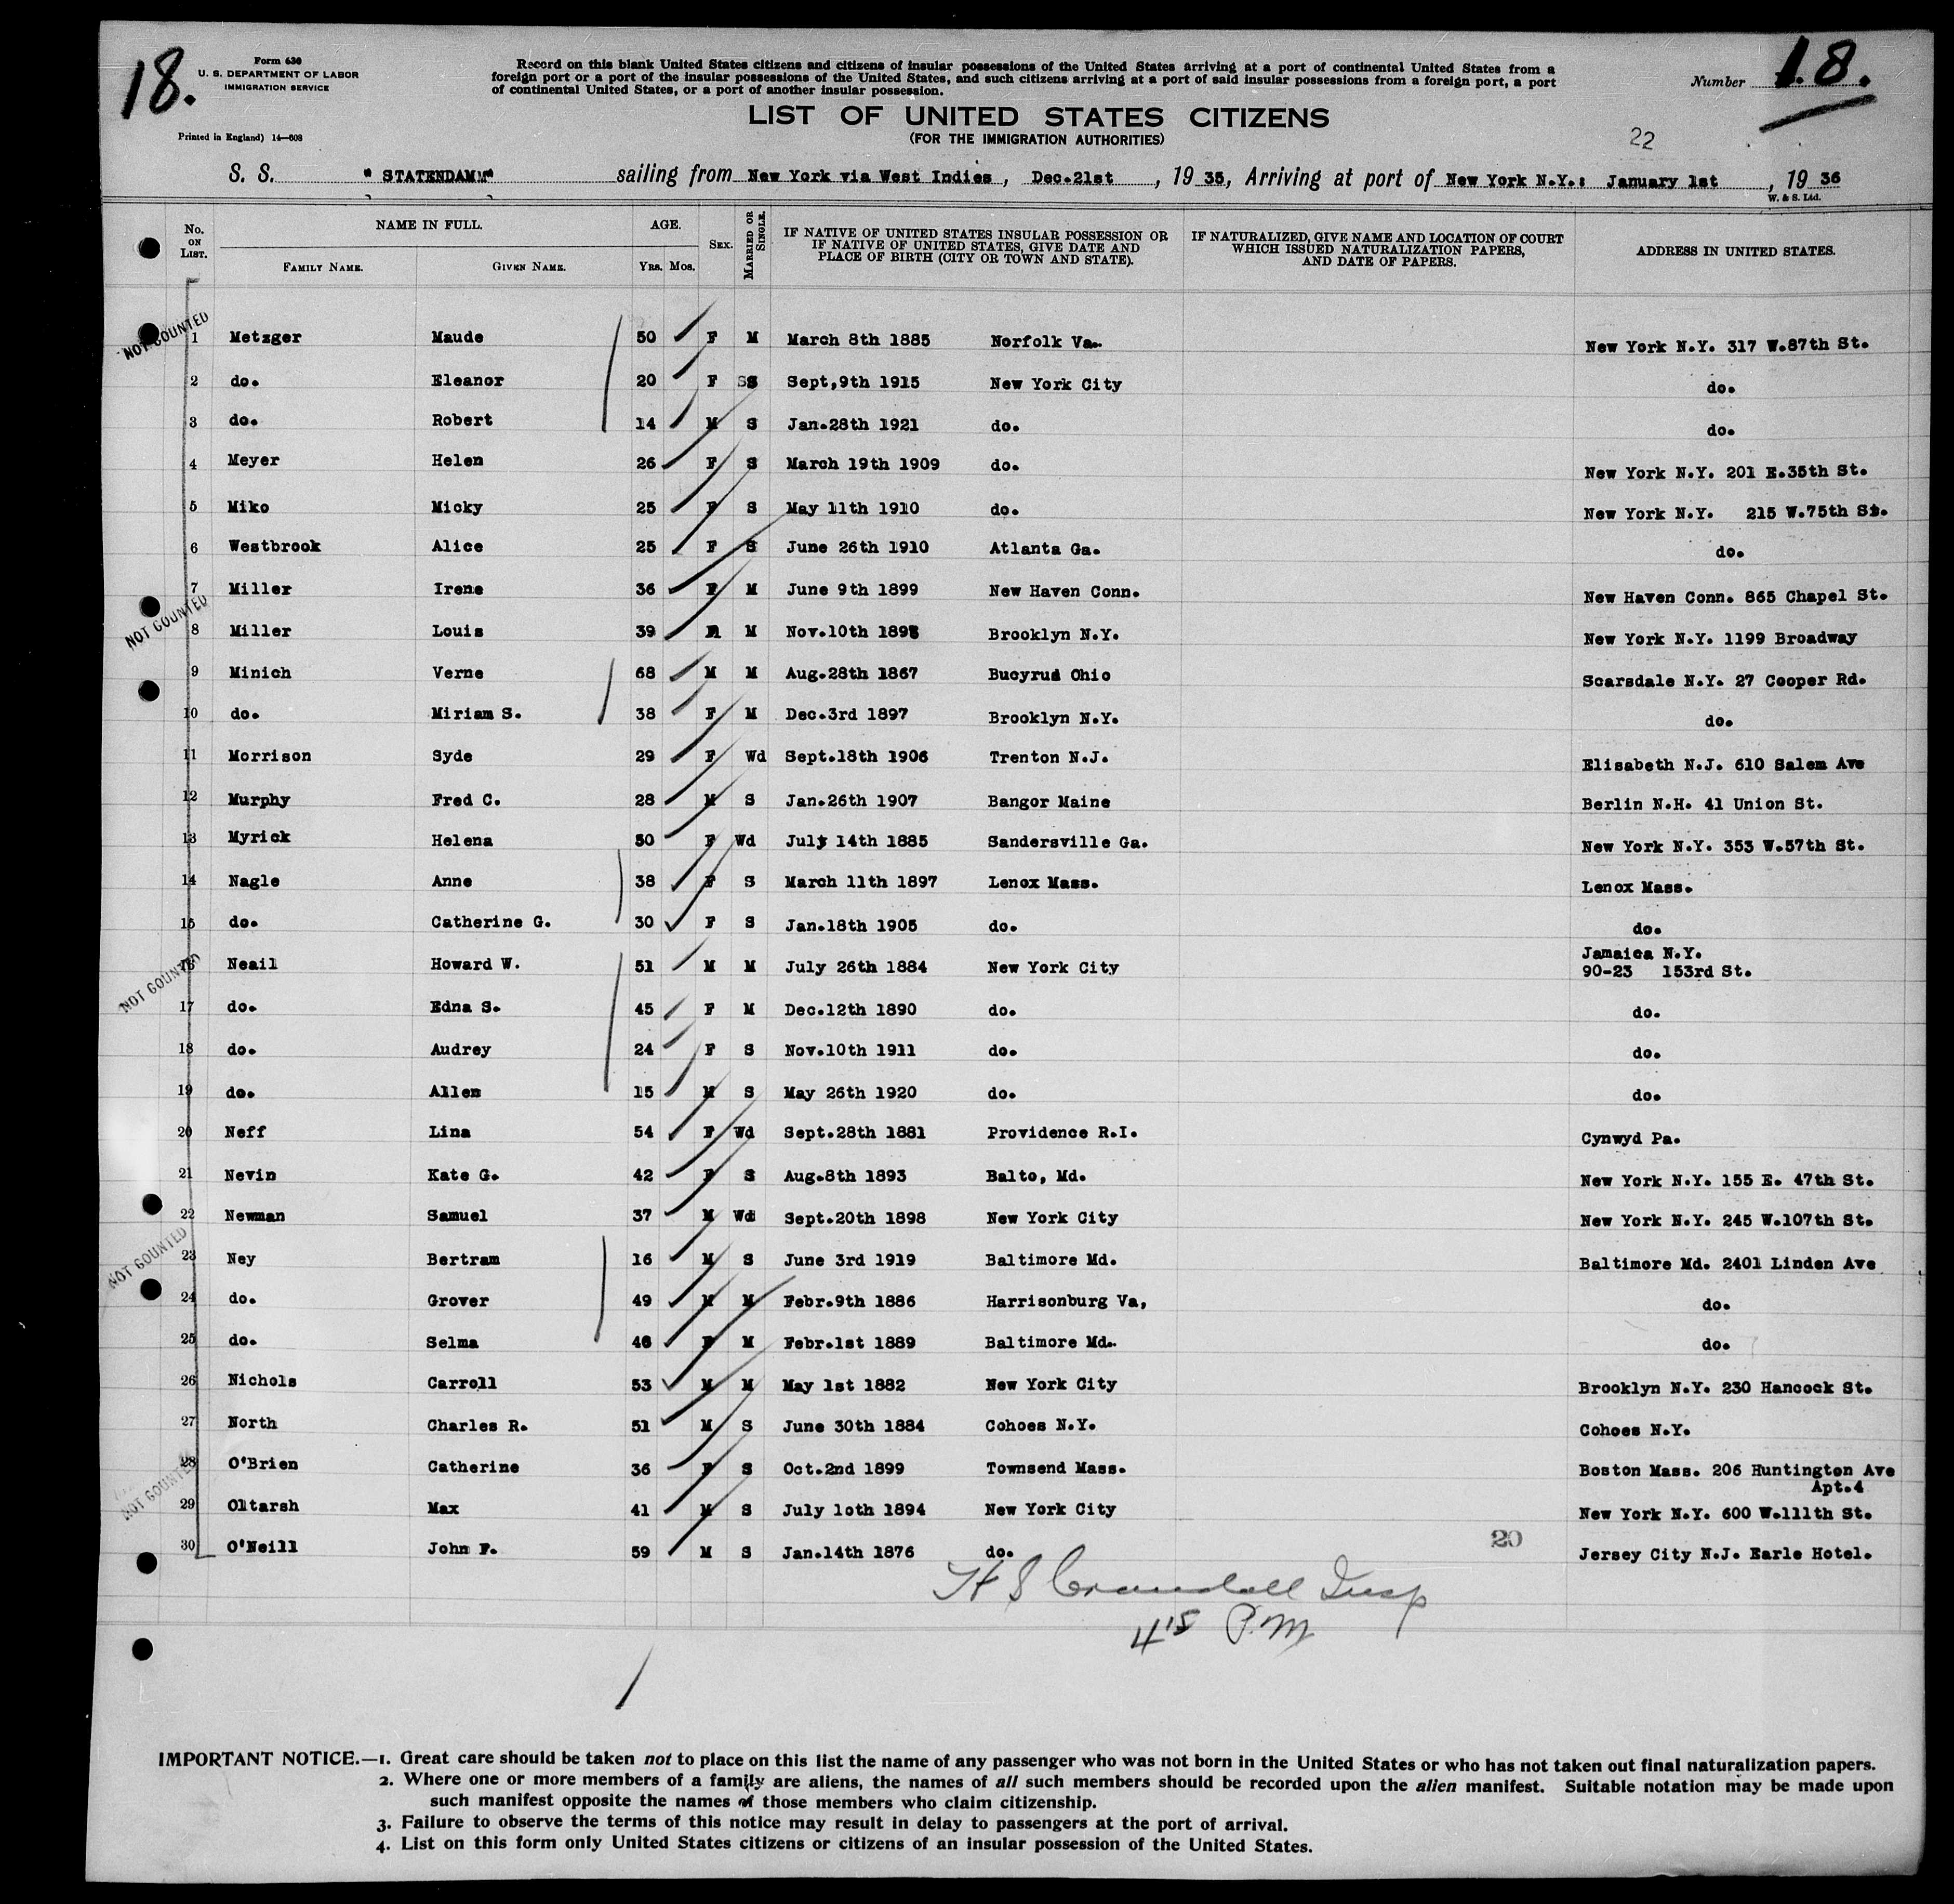 18.
Form 630
U. S. DEPARTMENT OF LABOR
IMMIGRATION SERVICE
Printed in England) 14—608
Record on this blank United States citizens and citizens of insular possessions of the United States arriving at a port of continental United States from a
foreign port or a port of the insular possessions of the United States, and such citizens arriving at a port of said insular possessions from a foreign port, a port
of continental United States, or a port of another insular possession.
Number 18.
LIST OF UNITED STATES CITIZENS
(FOR THE IMMIGRATION AUTHORITIES)
22
S. S. " STATENDAM" sailing from New York via West Indies, Dec.21st, 19 35, Arriving at port of New York N.Y.: January 1st, 19 36
W. & S. Ltd.
No. ON LIST. NAME IN FULL. FAMILY NAME. GIVEN NAME. AGE. YRS. MOS. SEX. MARRIED OR SINGLE. IF NATIVE OF UNITED STATES INSULAR POSSESSION OR IF NATIVE OF UNITED STATES, GIVE DATE AND PLACE OF BIRTH (CITY OR TOWN AND STATE). IF NATURALIZED, GIVE NAME AND LOCATION OF COURT WHICH ISSUED NATURALIZATION PAPERS, AND DATE OF PAPERS. ADDRESS IN UNITED STATES.
NOT COUNTED
1 Metzger Maude 50 F M March 8th 1885 Norfolk Va. New York N.Y. 317 W.87th St.
2 do. Eleanor 20 F S Sept,9th 1915 New York City do.
3 do. Robert 14 M S Jan.28th 1921 do. do.
4 Meyer Helen 26 F S March 19th 1909 do. New York N.Y. 201 E.35th St.
5 Miko Micky 25 F S May 11th 1910 do. New York N.Y. 215 W.75th St.
6 Westbrook Alice 25 F S June 26th 1910 Atlanta Ga. do.
7 Miller Irene 36 F M June 9th 1899 New Haven Conn. New Haven Conn. 865 Chapel St.
NOT COUNTED
8 Miller Louis 39 M Nov.10th Brooklyn N.Y. New York N.Y. 1199 Broadway
9 Minich Verne 68 M M Aug.28th 1867 Bucyrus Ohio Scarsdale N.Y. 27 Cooper Rd.
10 do. Miriam S. 38 F M Dec.3rd 1897 Brooklyn N.Y. do.
11 Morrison Syde 29 F Wd Sept.18th 1906 Trenton N.J. Elisabeth N.J. 610 Salem Ave
12 Murphy Fred C. 28 M S Jan.26th 1907 Bangor Maine Berlin N.H. 41 Union St.
13 Myrick Helena 50 F Wd July 14th 1885 Sandersville Ga. New York N.Y. 353 W.57th St.
14 Nagle Anne 38 F S March 11th 1897 Lenox Mass. Lenox Mass.
15 do. Catherine G. 30 F S Jan.18th 1905 do. do.
NOT COUNTED
16 Neail Howard W. 51 M M July 26th 1884 New York City Jamaica N.Y.
90-23 153rd St.
17 do. Edna S. 45 F M Dec.12th 1890 do. do.
18 do. Audrey 24 F S Nov.10th 1911 do. do.
19 do. Allen 15 M S May 26th 1920 do. do.
20 Neff Lina 54 F Wd Sept.28th 1881 Providence R.I. Cynwyd Pa.
21 Nevin Kate G. 42 F S Aug.8th 1893 Balto, Md. New York N.Y. 155 E. 47th St.
22 Newman Samuel 37 M Wd Sept.20th 1898 New York City New York N.Y. 245 W.107th St.
NOT COUNTED
23 Ney Bertram 16 M S June 3rd 1919 Baltimore Md. Baltimore Md. 2401 Linden Ave
24 do. Grover 49 M M Febr.9th 1886 Harrisonburg Va, do.
25 do. Selma 46 F M Febr.1st 1889 Baltimore Md. do.
26 Nichols Carroll 53 M M May 1st 1882 New York City Brooklyn N.Y. 230 Hancock St.
27 North Charles R. 51 M S June 30th 1884 Cohoes N.Y. Cohoes N.Y.
28 O'Brien Catherine 36 F S Oct.2nd 1899 Townsend Mass. Boston Mass. 206 Huntington Ave
Apt.4
NOT COUNTED
29 Oltarsh Max 41 M S July 1oth 1894 New York City New York N.Y. 600 W.111th St.
30 O'Neill John F. 59 M S Jan.14th 1876 do. 20 Jersey City N.J. Earle Hotel.
H S Crandall Insp
4 15 P.M
IMPORTANT NOTICE.—1. Great care should be taken not to place on this list the name of any passenger who was not born in the United States or who has not taken out final naturalization papers.
2. Where one or more members of a family are aliens, the names of all such members should be recorded upon the alien manifest. Suitable notation may be made upon
such manifest opposite the names of those members who claim citizenship.
3. Failure to observe the terms of this notice may result in delay to passengers at the port of arrival.
4. List on this form only United States citizens or citizens of an insular possession of the United States.